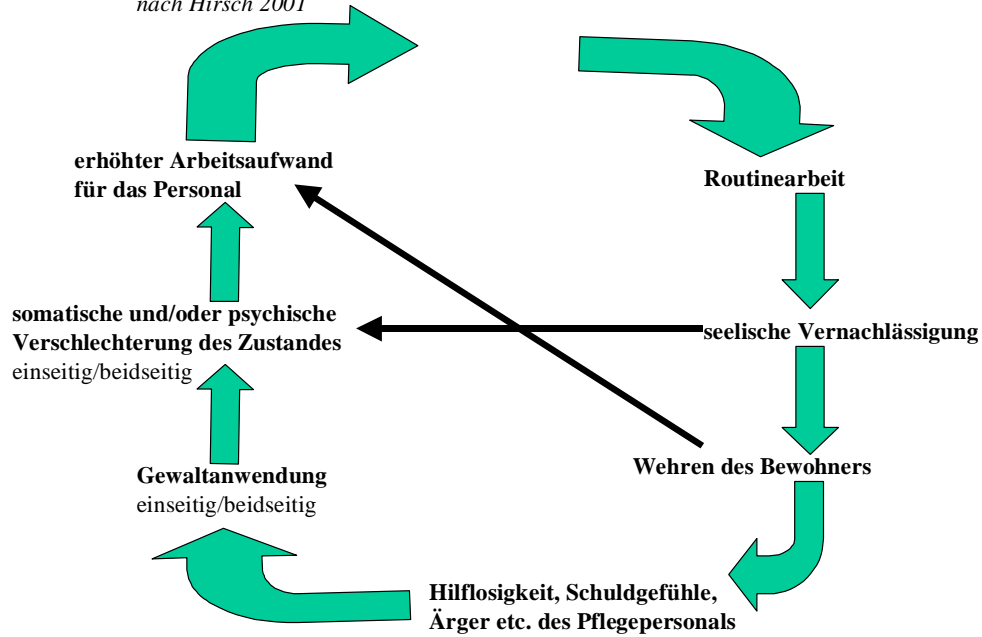 nach Hirsch 2001
erhöhter Arbeitsaufwand
für das Personal
Routinearbeit
somatische und/oder psychische
Verschlechterung des Zustandes
einseitig/beidseitig
seelische Vernachlässigung
Gewaltanwendung
einseitig/beidseitig
Wehren des Bewohners
Hilflosigkeit, Schuldgefühle,
Ärger etc. des Pflegepersonals